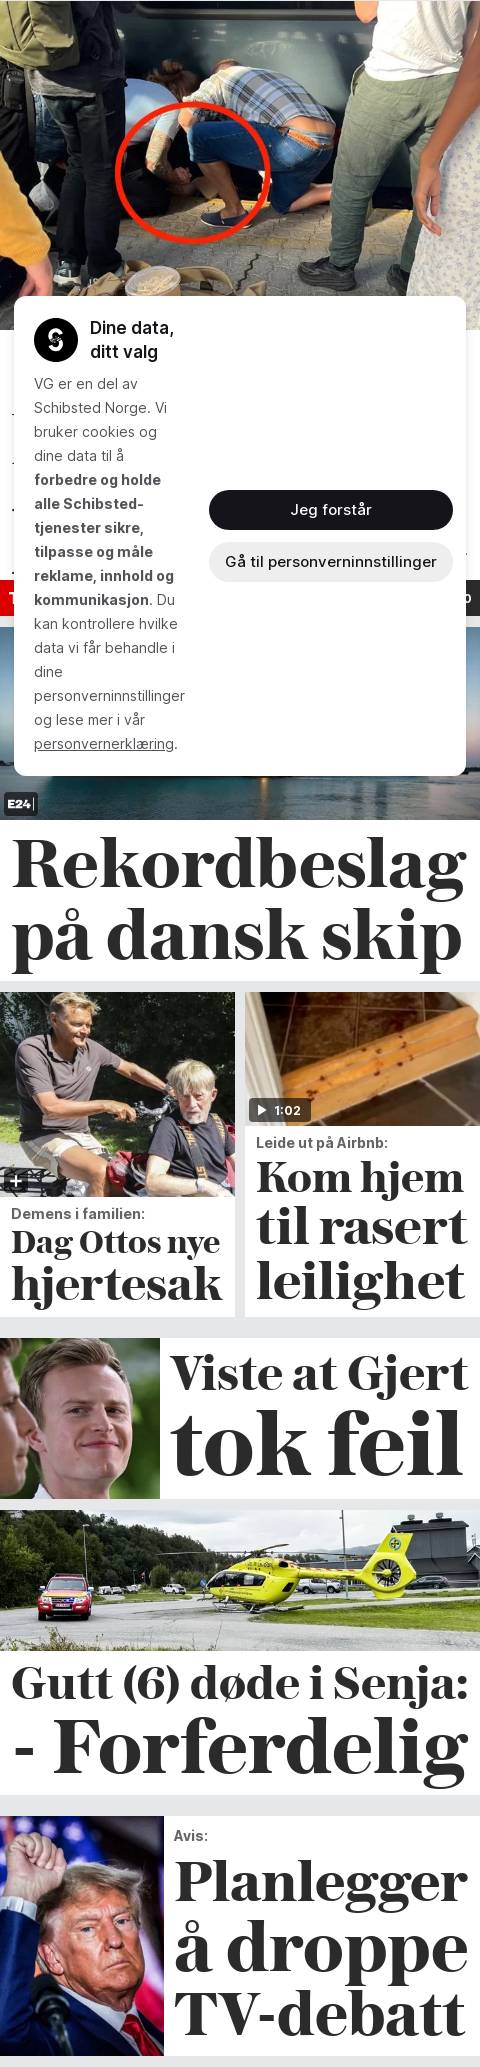 Dine data,
ditt valg
VG er en del av
Schibsted Norge. Vi
bruker cookies og
dine data til å
forbedre og holde
alle Schibsted-
tjenester sikre,
tilpasse og måle
reklame, innhold og
kommunikasjon. Du
kan kontrollere hvilke
data vi får behandle i
dine
personverninnstillinger
og lese mer i vår
personvernerklæring.
Jeg forstår
Gå til personverninnstillinger
E24
Rekordbeslag
på dansk skip
1:02
Demens i familien:
Dag Ottos nye
hjertesak
Leide ut på Airbnb:
Kom hjem
til rasert
leilighet
Viste at Gjert
tok feil
Gutt (6) døde i Senja:
- Forferdelig
Avis:
Planlegger
å droppe
TV-debatt